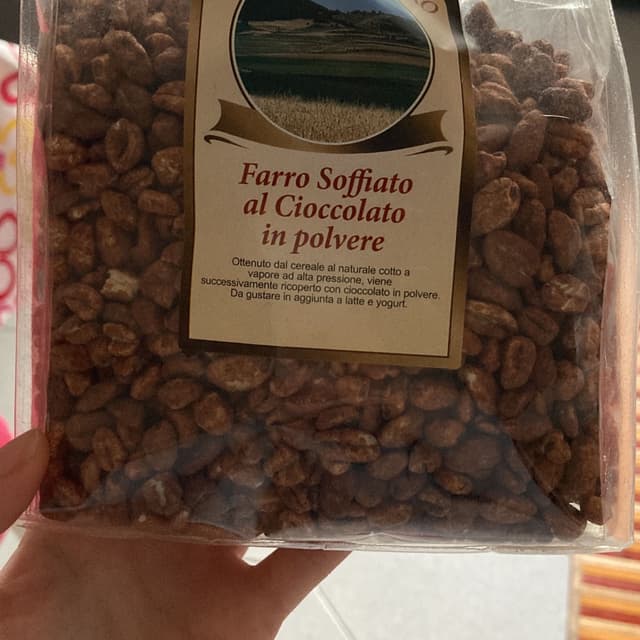 Farro Soffiato
al Cioccolato
in polvere
Ottenuto dal cereale al naturale cotto a
vapore ad alta pressione, viene
successivamente ricoperto con cioccolato in polvere.
Da gustare in aggiunta a latte e yogurt.